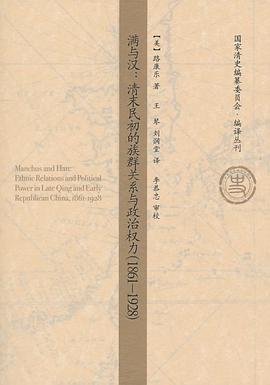 国家清史编纂委员会·编译丛刊
【美】路康乐 著 王琴 刘润堂 译 李恭忠 审校
满与汉：清末民初的族群关系与政治权力(1861—1928)
Manchus and Han:
Ethnic Relations and Political
Power in Late Qing and Early
Republican China, 1861-1928